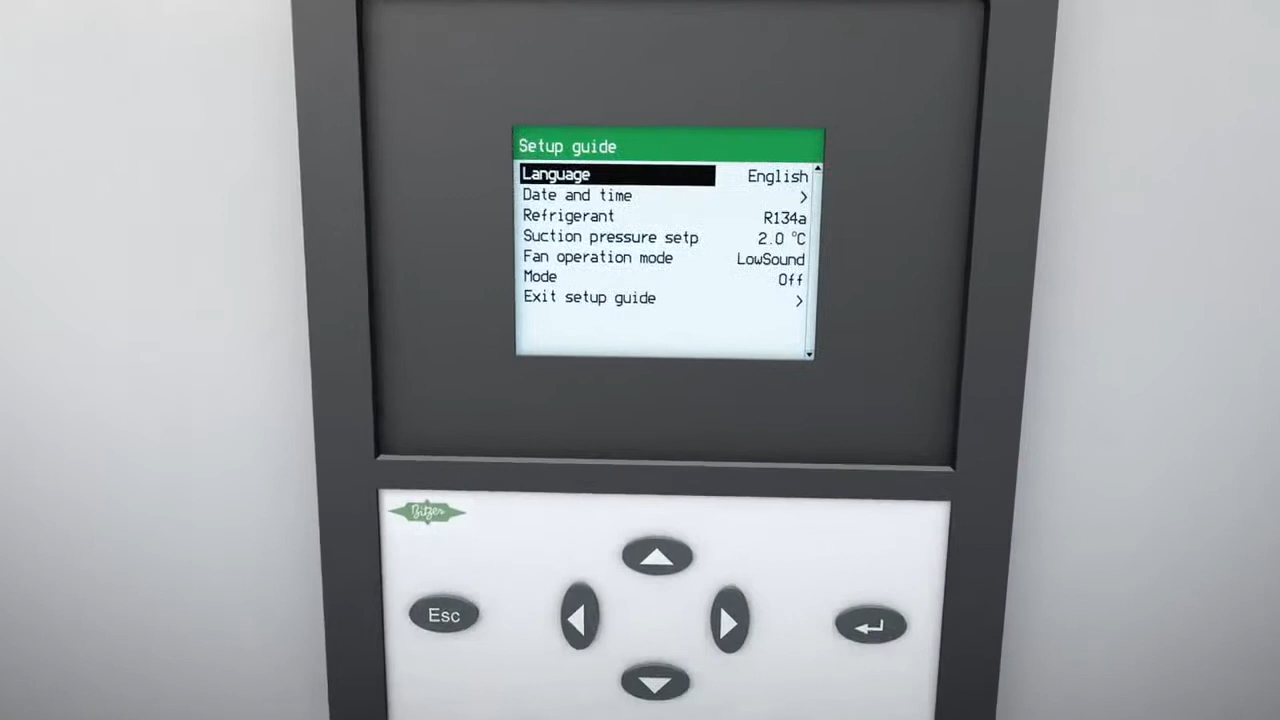 Setup guide
Language English
Date and time >
Refrigerant R134a
Suction pressure setp 2.0 °C
Fan operation mode LowSound
Mode Off
Exit setup guide >
Bitzer
Esc